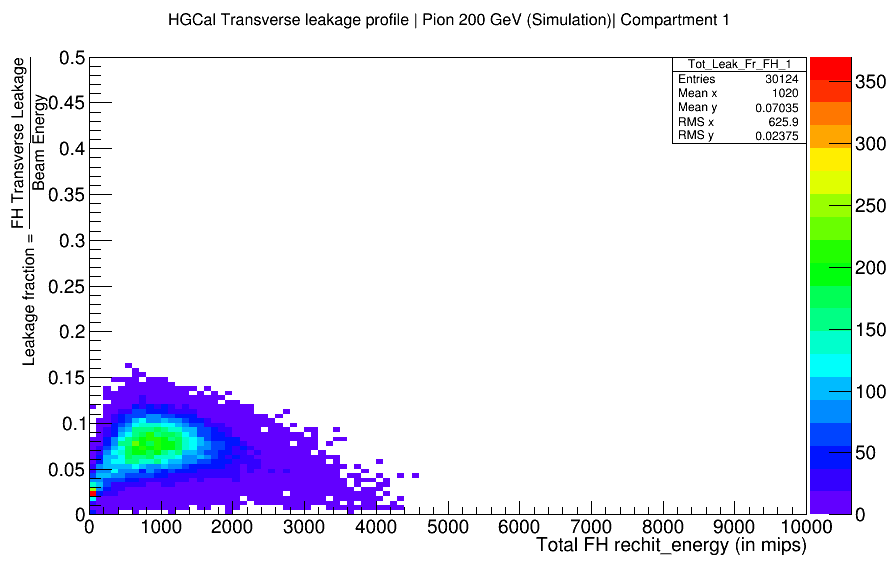 HGCal Transverse leakage profile | Pion 200 GeV (Simulation)| Compartment 1
Leakage fraction = FH Transverse Leakage
Beam Energy
0.5
0.45
0.4
0.35
0.3
0.25
0.2
0.15
0.1
0.05
0
Tot_Leak_Fr_FH_1
Entries 30124
Mean x 1020
Mean y 0.07035
RMS x 625.9
RMS y 0.02375
350
300
250
200
150
100
50
0
0 1000 2000 3000 4000 5000 6000 7000 8000 9000 10000
Total FH rechit_energy (in mips)